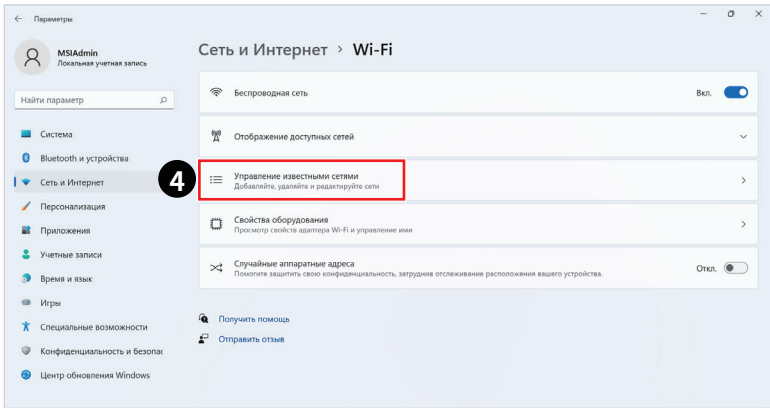 Параметры
MSIAdmin
Локальная учетная запись
Найти параметр
Система
Bluetooth и устройства
Сеть и Интернет
Персонализация
Приложения
Учетные записи
Время и язык
Игры
Специальные возможности
Конфиденциальность и безопас
Центр обновления Windows
Сеть и Интернет > Wi-Fi
Беспроводная сеть Вкл.
Отображение доступных сетей
4
Управление известными сетями
Добавляйте, удаляйте и редактируйте сети
Свойства оборудования
Просмотр свойств адаптера Wi-Fi и управление ими
Случайные аппаратные адреса
Помогите защитить свою конфиденциальность, затруднив отслеживание расположения вашего устройства. Откл.
Получить помощь
Отправить отзыв